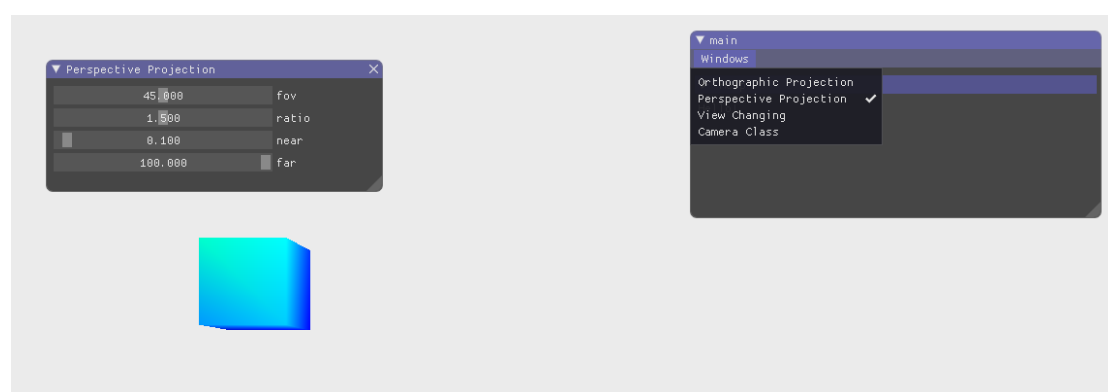 Perspective Projection
45.000 fov
1.500 ratio
0.100 near
100.000 far
main
Windows
Orthographic Projection
Perspective Projection
View Changing
Camera Class